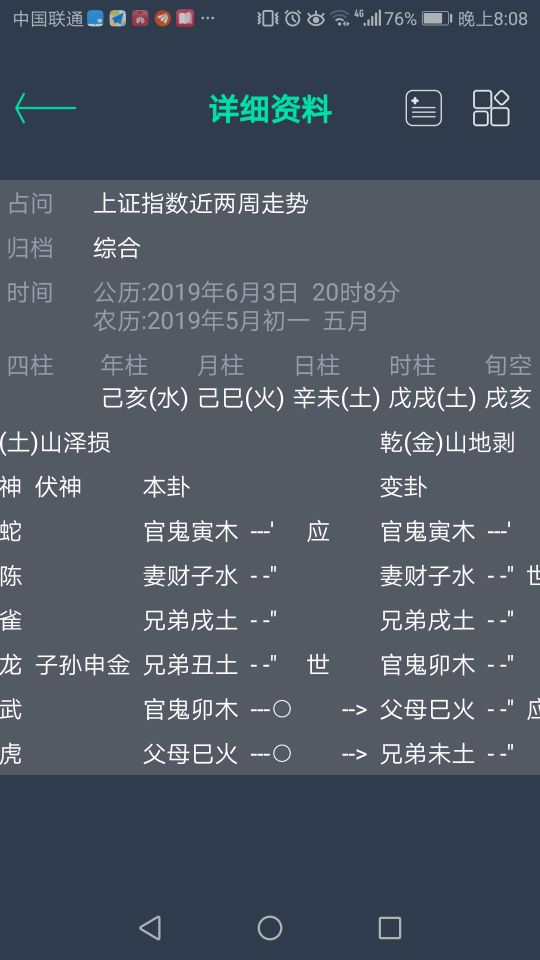 中国联通 ··· 4G 76% 晚上8:08
详细资料
占问 上证指数近两周走势
归档 综合
时间 公历:2019年6月3日 20时8分
农历:2019年5月初一 五月
四柱 年柱 月柱 日柱 时柱 旬空
己亥(水) 己巳(火) 辛未(土) 戊戌(土) 戌亥
(土)山泽损 乾(金)山地剥
神 伏神 本卦 变卦
蛇 官鬼寅木 ---' 应 官鬼寅木 ---'
陈 妻财子水 - -" 妻财子水 - -" 世
雀 兄弟戌土 - -" 兄弟戌土 - -"
龙 子孙申金 兄弟丑土 - -" 世 官鬼卯木 - -"
武 官鬼卯木 ---○ --> 父母巳火 - -" 应
虎 父母巳火 ---○ --> 兄弟未土 - -"